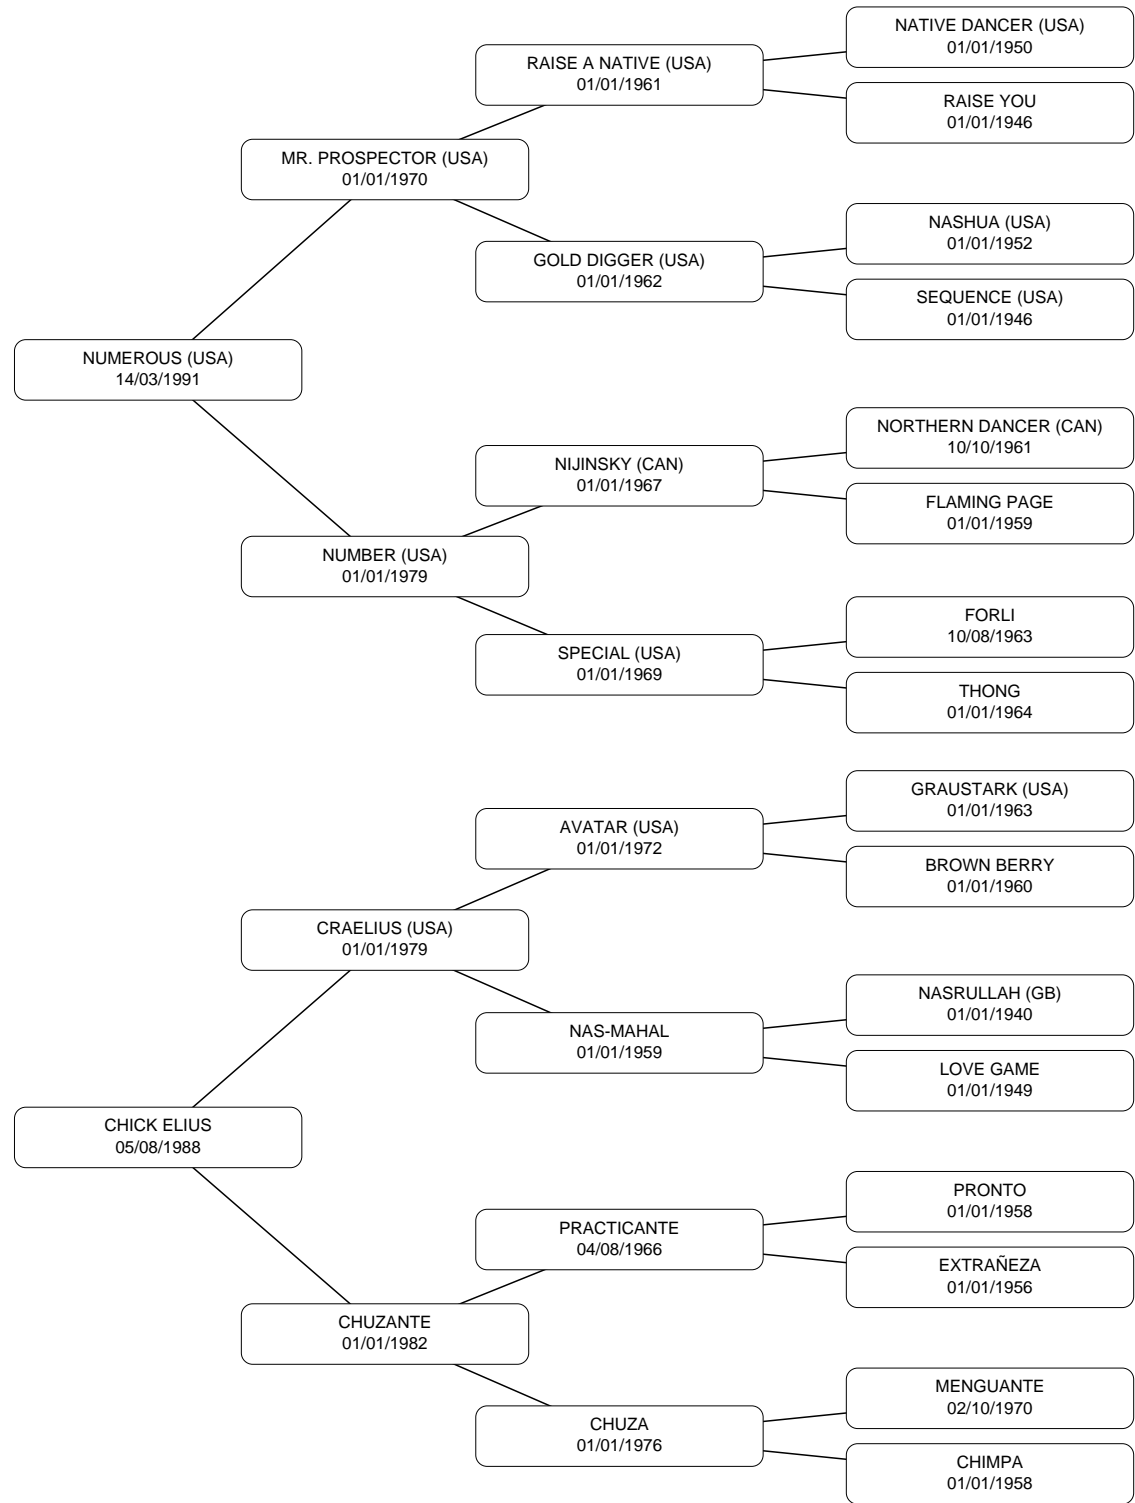 NATIVE DANCER (USA)
01/01/1950
RAISE A NATIVE (USA)
01/01/1961
RAISE YOU
01/01/1946
MR. PROSPECTOR (USA)
01/01/1970
NASHUA (USA)
01/01/1952
GOLD DIGGER (USA)
01/01/1962
SEQUENCE (USA)
01/01/1946
NUMEROUS (USA)
14/03/1991
NORTHERN DANCER (CAN)
10/10/1961
NIJINSKY (CAN)
01/01/1967
FLAMING PAGE
01/01/1959
NUMBER (USA)
01/01/1979
FORLI
10/08/1963
SPECIAL (USA)
01/01/1969
THONG
01/01/1964
GRAUSTARK (USA)
01/01/1963
AVATAR (USA)
01/01/1972
BROWN BERRY
01/01/1960
CRAELIUS (USA)
01/01/1979
NASRULLAH (GB)
01/01/1940
NAS-MAHAL
01/01/1959
LOVE GAME
01/01/1949
CHICK ELIUS
05/08/1988
PRONTO
01/01/1958
PRACTICANTE
04/08/1966
EXTRAÑEZA
01/01/1956
CHUZANTE
01/01/1982
MENGUANTE
02/10/1970
CHUZA
01/01/1976
CHIMPA
01/01/1958